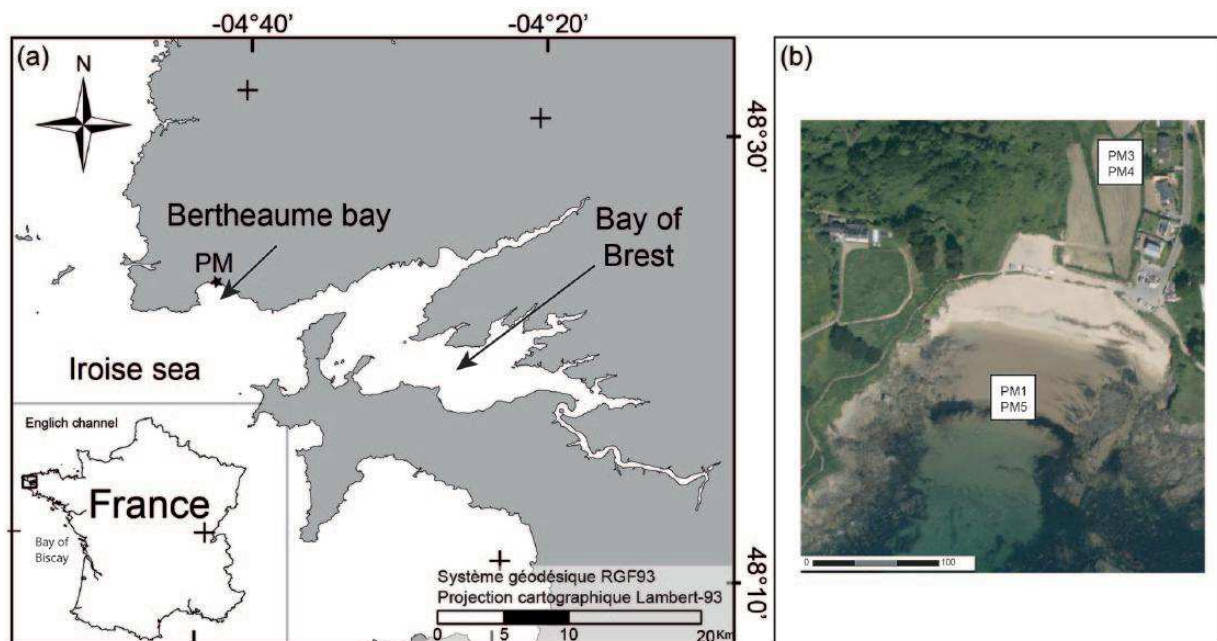 -04°40'
-04°20'
(a)
N
48°30'
Bertheaume bay
Bay of
Brest
PM
Iroise sea
Englich channel
France
Bay of
Biscay
48°10'
Système géodésique RGF93
Projection cartographique Lambert-93
0 5 10 20 Km
(b)
PM3
PM4
PM1
PM5
0 100